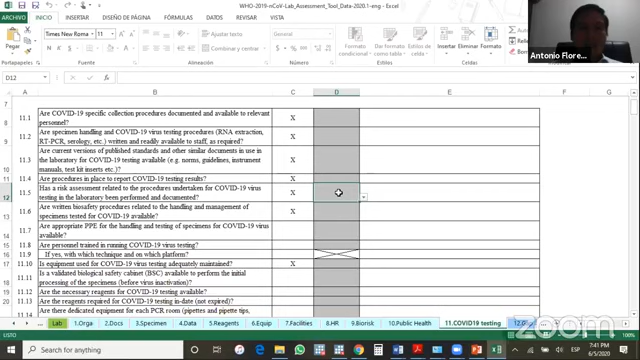 WHO-2019-nCoV-Lab_Assessment_Tool_Data-2020.1-eng - Excel
ARCHIVO INICIO INSERTAR DISEÑO DE PÁGINA FÓRMULAS DATOS REVISAR VISTA
Pegar
Times New Roma
Ajustar texto
Combinar y centrar
General
Formato condicional
Dar formato como tabla
Estilos de celda
Insertar
Eliminar
Formato
Portapapeles Fuente Alineación Número
Antonio Flore...
D12
A B C D E F G
7
8 11.1 Are COVID-19 specific collection procedures documented and available to relevant personnel? X
11.2 Are specimen handling and COVID-19 virus testing procedures (RNA extraction, RT-PCR, serology, etc.) written and readily available to staff, as required? X
10 11.3 Are current versions of published standards and other similar documents in use in the laboratory for COVID-19 testing available (e.g. norms, guidelines, instrument manuals, test kit inserts etc.)? X
11 11.4 Are procedures in place to report COVID-19 testing results? X
12 11.5 Has a risk assessment related to the procedures undertaken for COVID-19 virus testing in the laboratory been performed and documented? X
13 11.6 Are written biosafety procedures related to the handling and management of specimens tested for COVID-19 available? X
14 11.7 Are appropriate PPE for the handling and testing of specimens for COVID-19 available?
15 11.8 Are personnel trained in running COVID-19 virus testing?
16 11.9 If yes, with which technique and on which platform?
17 11.10 Is equipment used for COVID-19 virus testing adequately maintained? X
18 11.11 Is a validated biological safety cabinet (BSC) available to perform the initial processing of the specimens (before virus inactivation).
19 11.12 Are the necessary reagents for COVID-19 testing available?
20 11.13 Are the reagents required for COVID-19 testing in-date (not expired)?
11.14 Are there dedicated equipment for each PCR room (pipettes and pipette tips,
Lab 1.Orga 2.Docs 3.Specimen 4.Data 5.Reagents 6.Equip 7.Facilities 8.HR 9.Biorisk 10.Public Health 11.COVID19 testing
LISTO
100%
zoom
Buscar
ESP
7:41 PM
6/5/2020